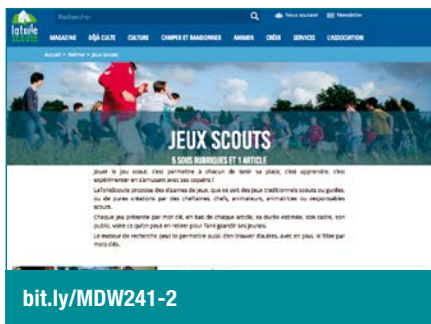 Rechercher
Nous soutenir Newsletter
latoile
scoute
MAGAZINE DÉJÀ CULTE CULTURE CAMPER ET RANDONNER ANIMER CRÉER SERVICES L'ASSOCIATION
Accueil > Animer > Jeux scouts
JEUX SCOUTS
5 SOUS RUBRIQUES ET 1 ARTICLE
Jouer le jeu scout, c'est permettre à chacun de tenir sa place, c'est apprendre, c'est
expérimenter en s'amusant avec ses copains !
LaToileScoute propose des dizaines de jeux, que ce soit des jeux traditionnels scouts ou guides,
ou de pures créations par des cheftaines, chefs, animateurs, animatrices ou responsables
scouts.
Chaque jeu présente par mot clé, en bas de chaque article, sa durée estimée, son cadre, son
public, voire ce qu'on peut en retirer pour faire grandir ses jeunes.
Le moteur de recherche peut te permettre aussi d'en trouver d'autres, avec en plus, le filtre par
mots clés.
bit.ly/MDW241-2